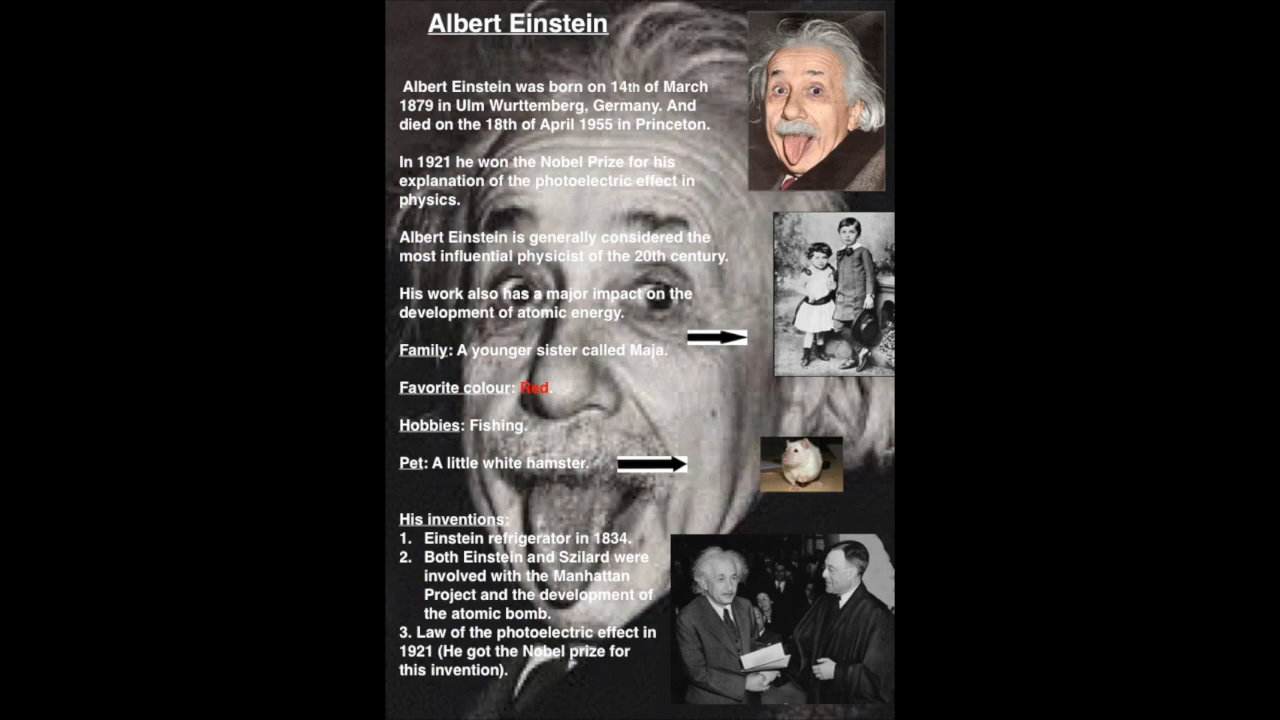 Albert Einstein
Albert Einstein was born on 14th of March
1879 in Ulm Wurttemberg, Germany. And
died on the 18th of April 1955 in Princeton.
In 1921 he won the Nobel Prize for his
explanation of the photoelectric effect in
physics.
Albert Einstein is generally considered the
most influential physicist of the 20th century.
His work also has a major impact on the
development of atomic energy.
Family: A younger sister called Maja.
Favorite colour: Red.
Hobbies: Fishing.
Pet: A little white hamster.
His inventions:
1. Einstein refrigerator in 1834.
2. Both Einstein and Szilard were
involved with the Manhattan
Project and the development of
the atomic bomb.
3. Law of the photoelectric effect in
1921 (He got the Nobel prize for
this invention).